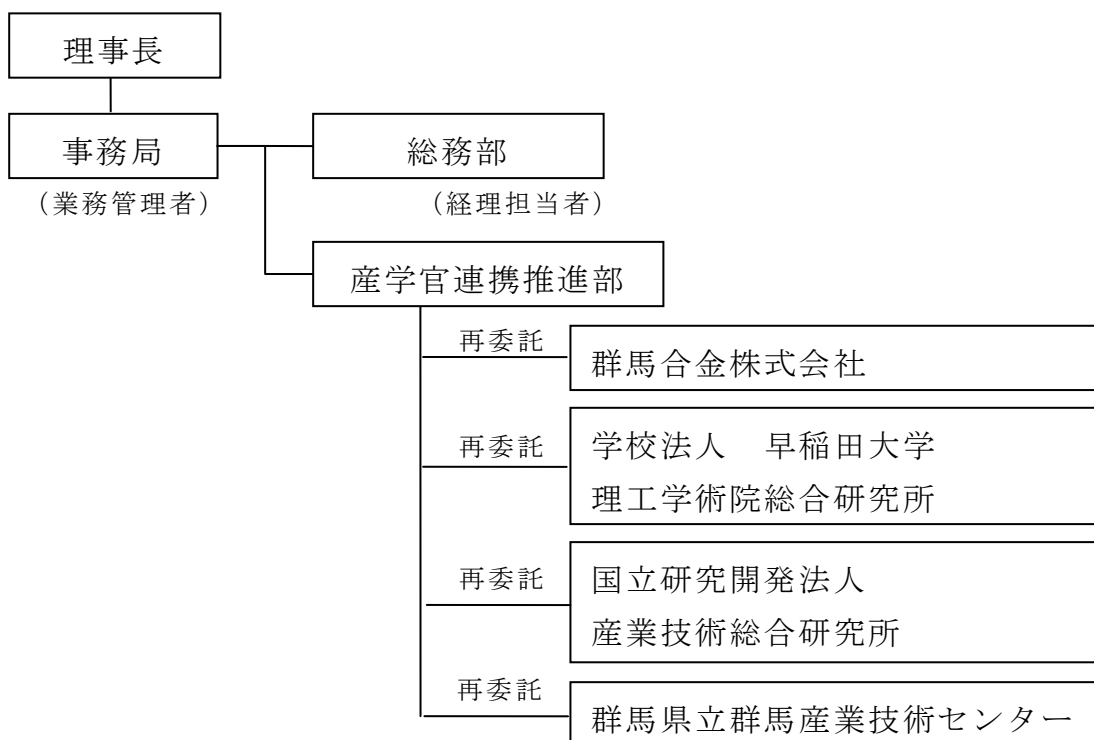 理事長
事務局
総務部
（業務管理者）
（経理担当者）
産学官連携推進部
再委託
群馬合金株式会社
再委託
学校法人　早稲田大学
理工学術院総合研究所
再委託
国立研究開発法人
産業技術総合研究所
再委託
群馬県立群馬産業技術センター